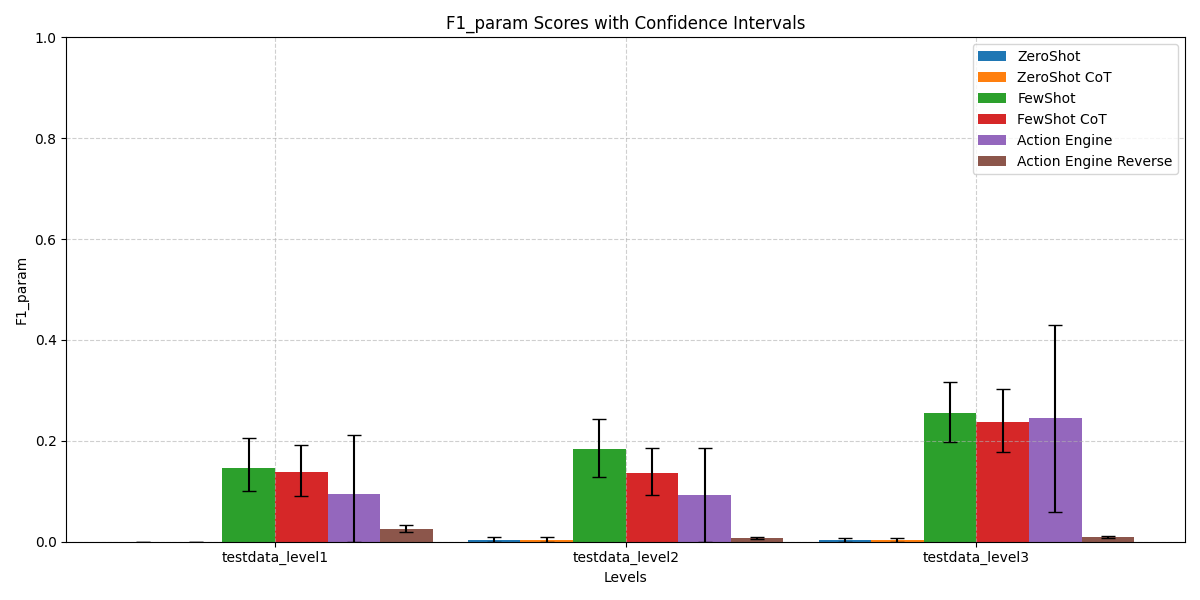 F1_param Scores with Confidence Intervals
1.0
0.8
0.6
0.4
0.2
0.0
F1_param
ZeroShot
ZeroShot CoT
FewShot
FewShot CoT
Action Engine
Action Engine Reverse
testdata_level1
testdata_level2
testdata_level3
Levels